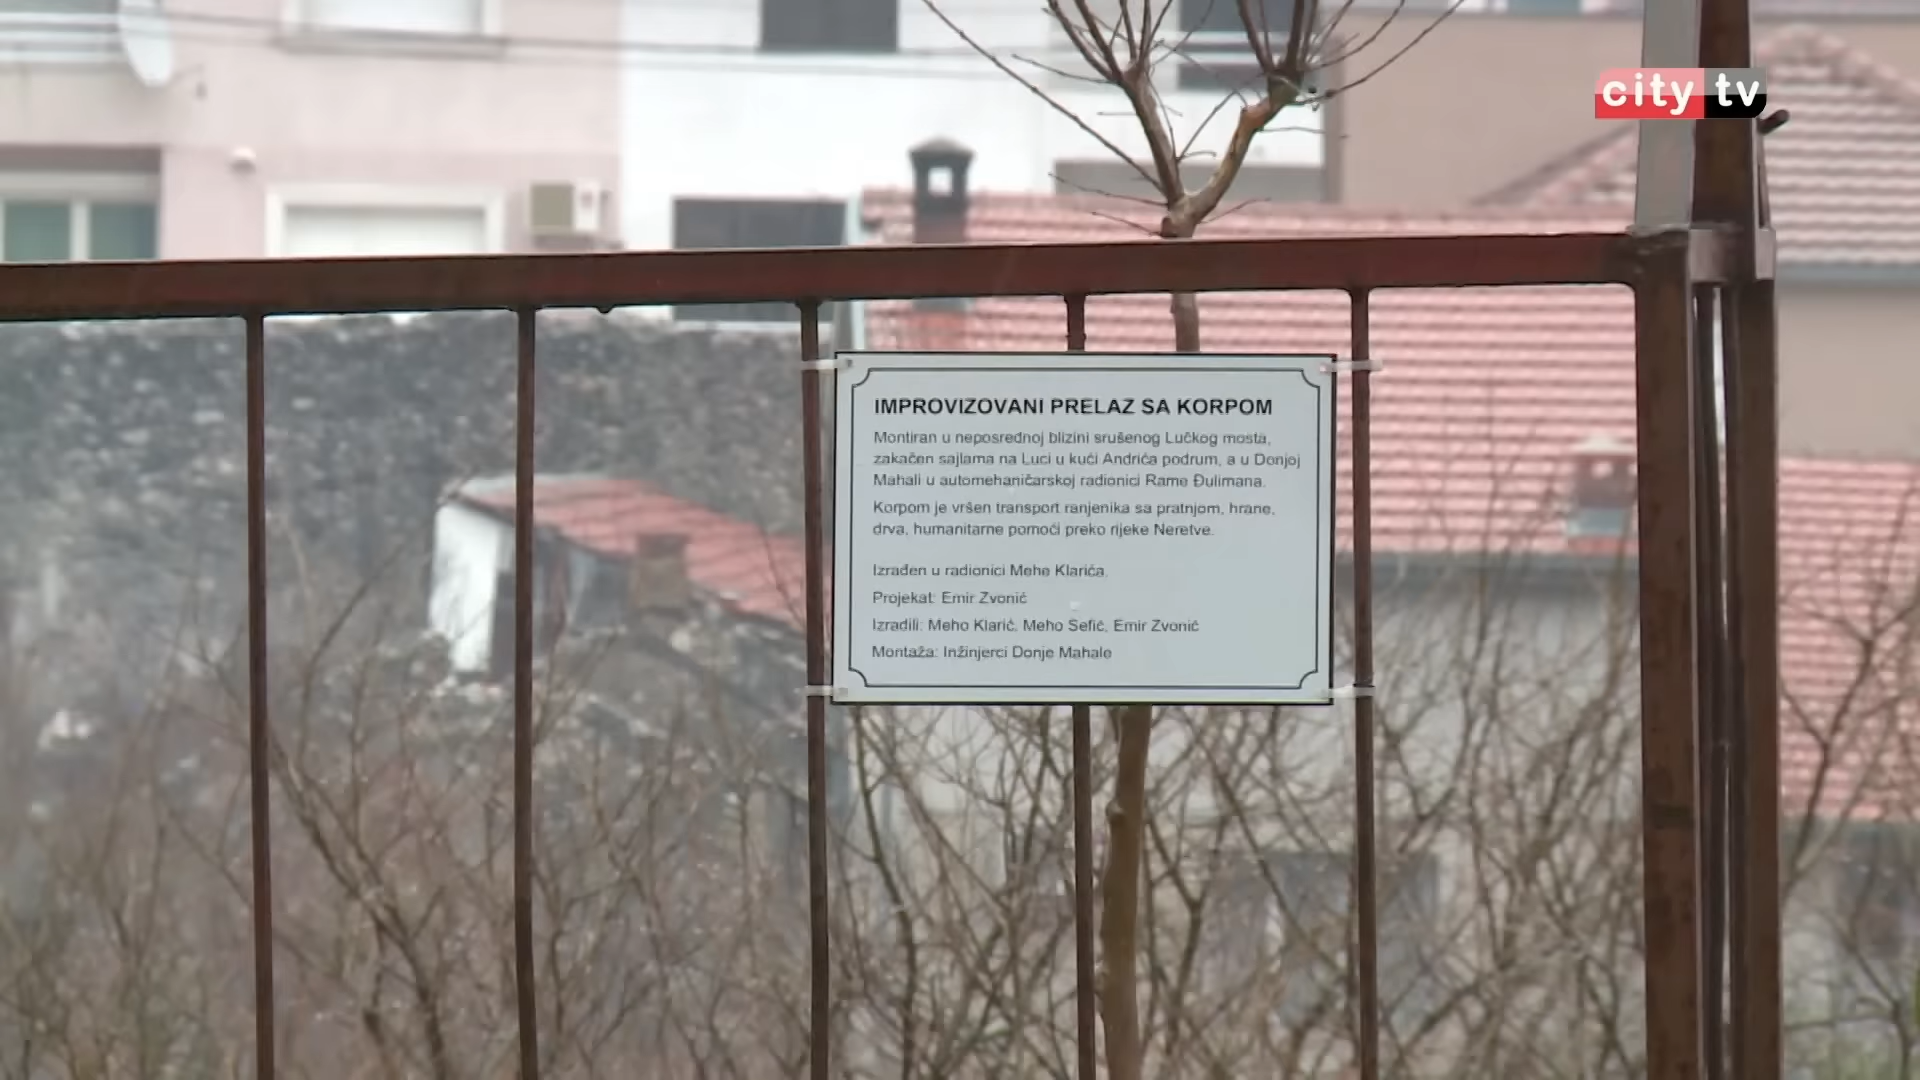 city tv
IMPROVIZOVANI PRELAZ SA KORPOM
Montiran u neposrednoj blizini srušenog Lučkog mosta,
zakačen sajlama na Luci u kući Andrića podrum, a u Donjoj
Mahali u automehaničarskoj radionici Rame Đulimana.
Korpom je vršen transport ranjenika sa pratnjom, hrane,
drva, humanitarne pomoći preko rijeke Neretve.
Izrađen u radionici Mehe Klarića.
Projekat: Emir Zvonić
Izradili: Meho Klarić, Meho Sefić, Emir Zvonić
Montaža: Inžinjerci Donje Mahale